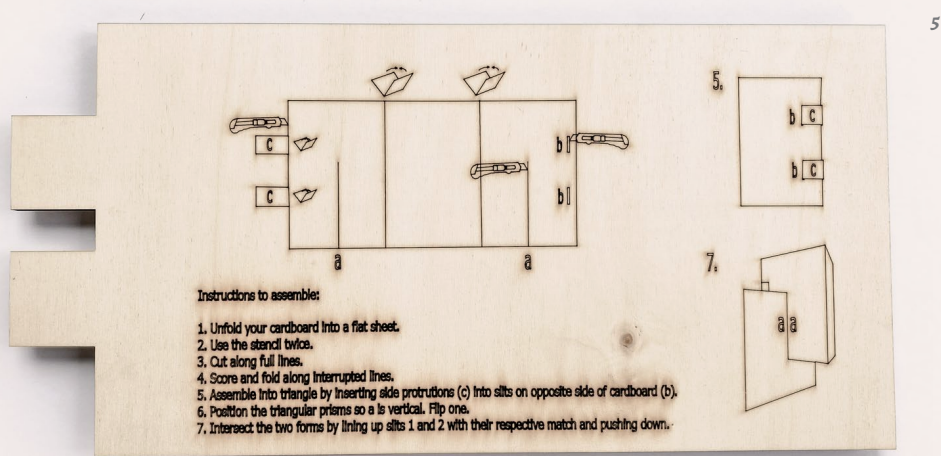 5
5.
c
b
b
c
c
b
c
b
7.
a
a
a a
Instructions to assemble:
1. Unfold your cardboard into a flat sheet.
2. Use the stencil twice.
3. Cut along full lines.
4. Score and fold along interrupted lines.
5. Assemble into triangle by inserting side protrutions (c) into slits on opposite side of cardboard (b).
6. Position the triangular prisms so a is vertical. Flip one.
7. Intersect the two forms by lining up slits 1 and 2 with their respective match and pushing down.